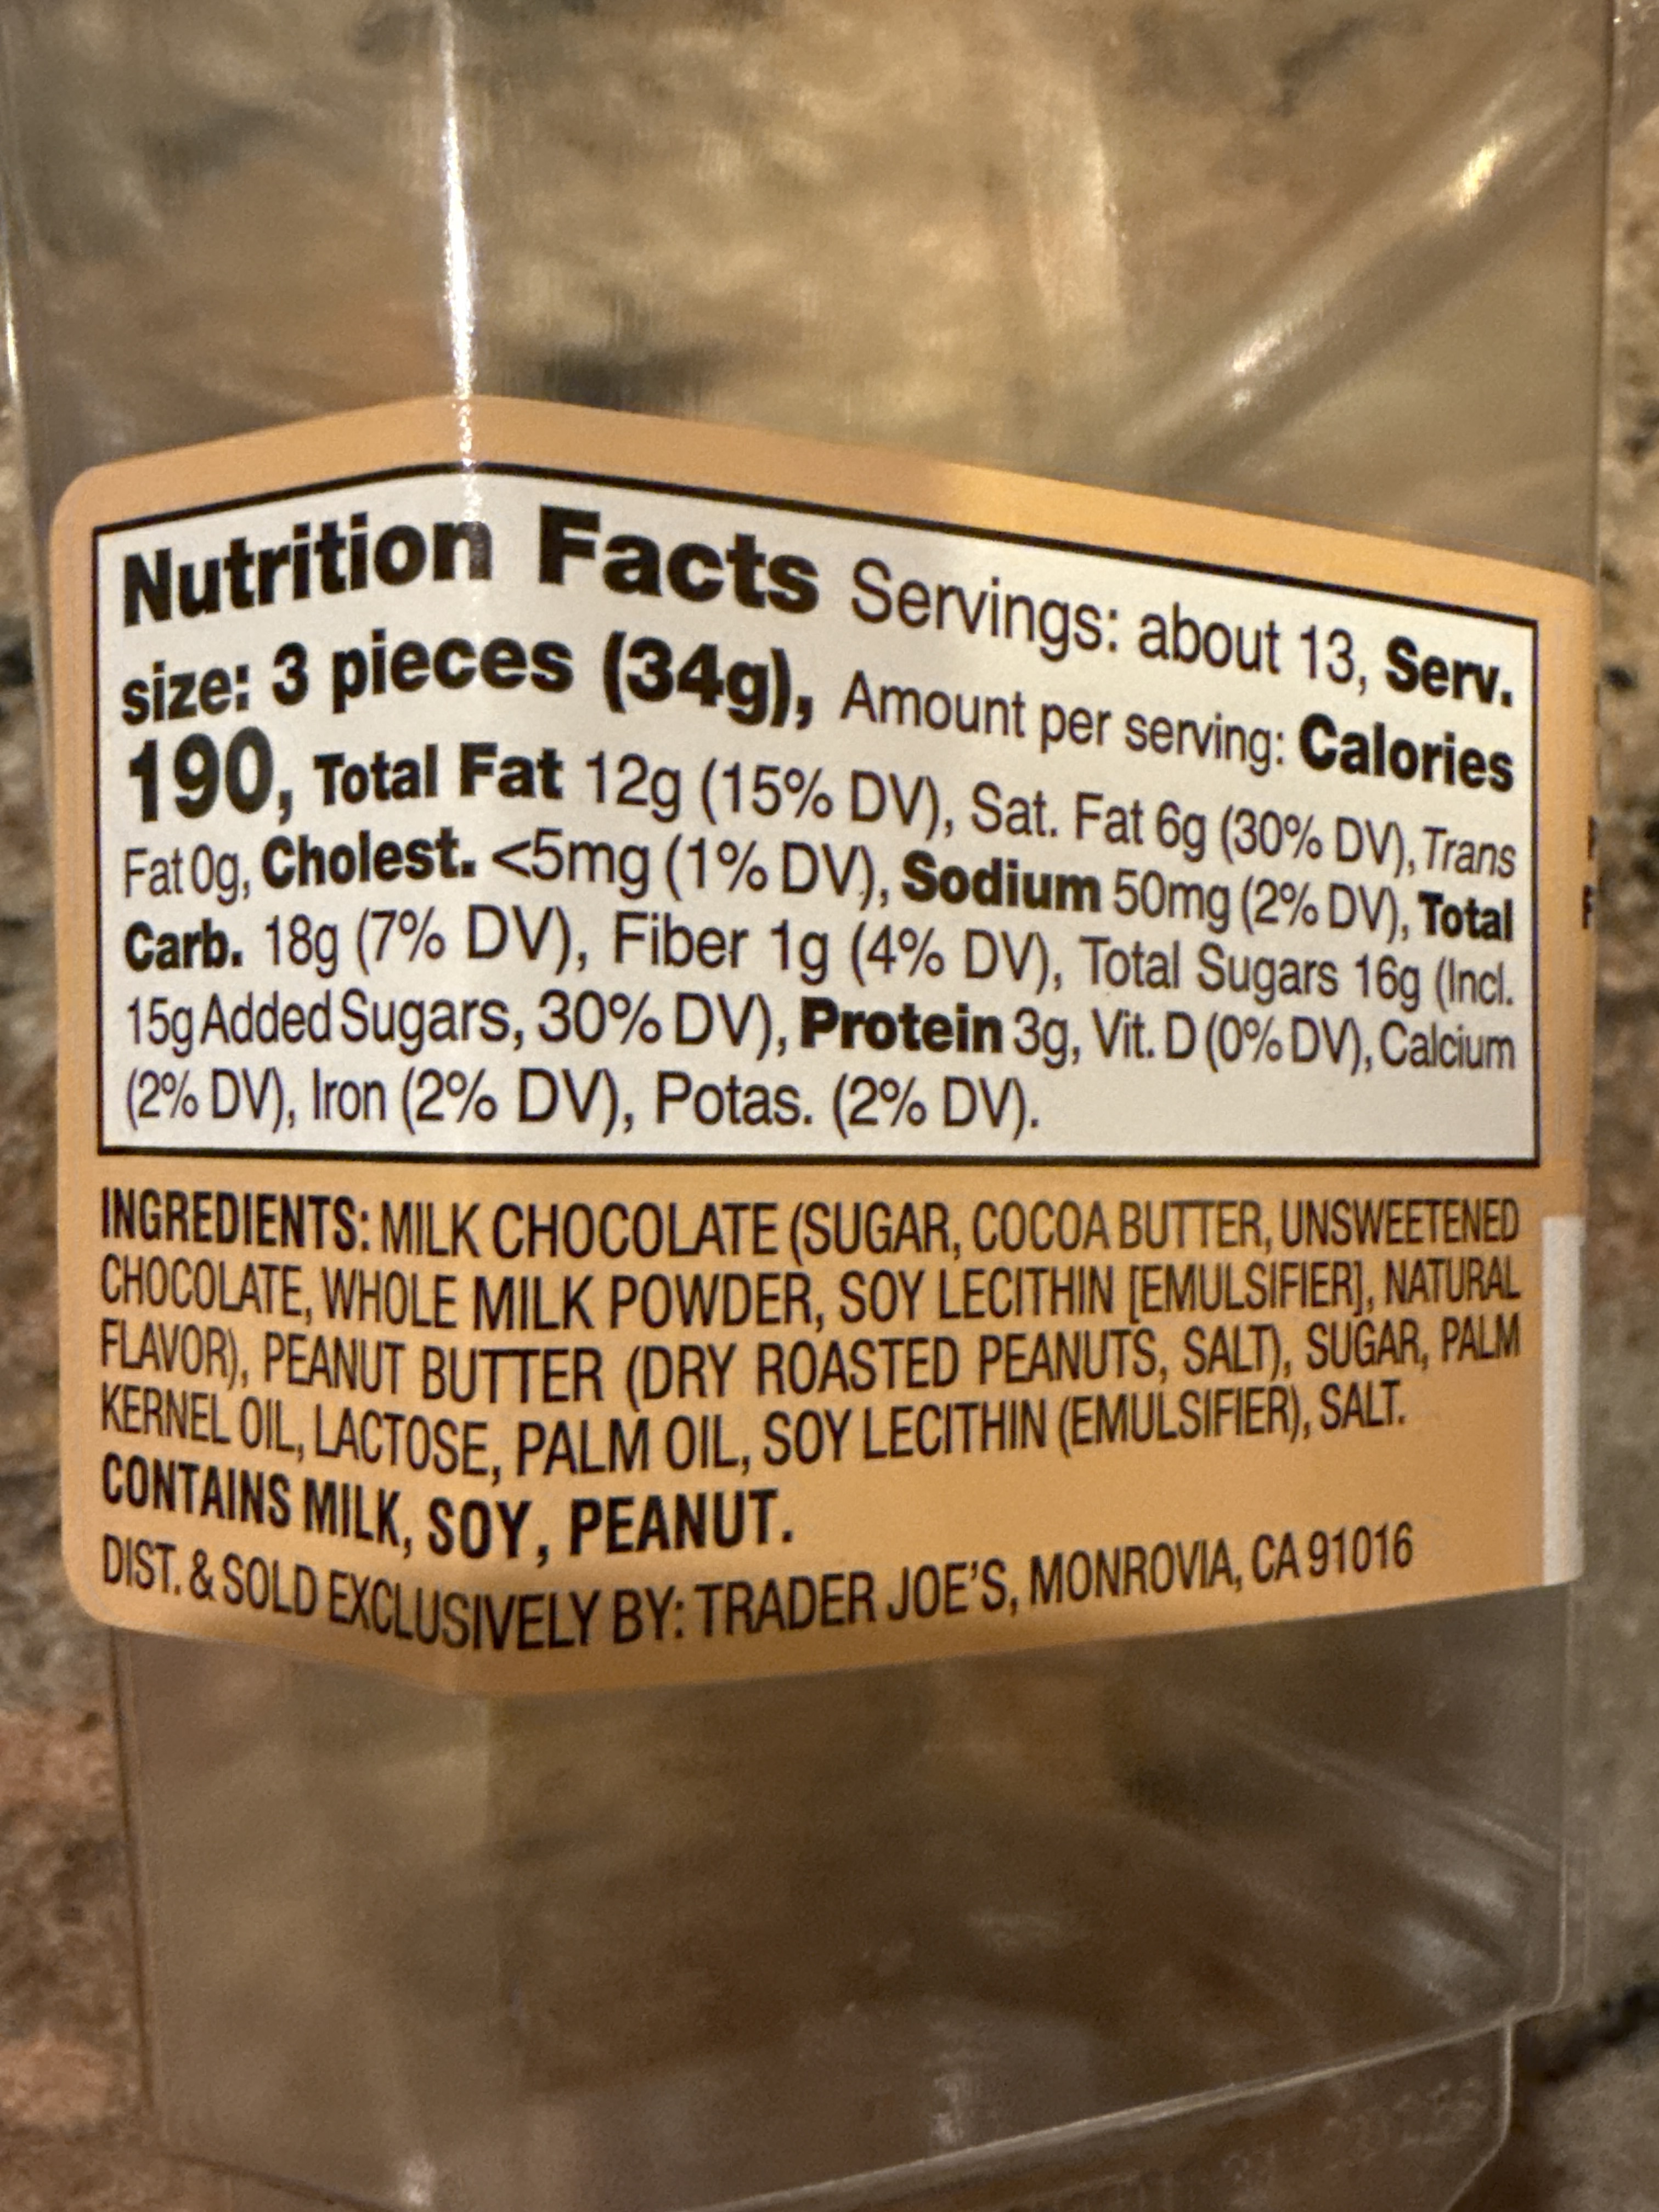 Nutrition Facts Servings: about 13, Serv.
size: 3 pieces (34g), Amount per serving: Calories
190, Total Fat 12g (15% DV), Sat. Fat 6g (30% DV), Trans
Fat 0g, Cholest. <5mg (1% DV), Sodium 50mg (2% DV), Total
Carb. 18g (7% DV), Fiber 1g (4% DV), Total Sugars 16g (Incl.
15g Added Sugars, 30% DV), Protein 3g, Vit. D (0% DV), Calcium
(2% DV), Iron (2% DV), Potas. (2% DV).
INGREDIENTS: MILK CHOCOLATE (SUGAR, COCOA BUTTER, UNSWEETENED
CHOCOLATE, WHOLE MILK POWDER, SOY LECITHIN [EMULSIFIER], NATURAL
FLAVOR), PEANUT BUTTER (DRY ROASTED PEANUTS, SALT), SUGAR, PALM
KERNEL OIL, LACTOSE, PALM OIL, SOY LECITHIN (EMULSIFIER), SALT.
CONTAINS MILK, SOY, PEANUT.
DIST. & SOLD EXCLUSIVELY BY: TRADER JOE'S, MONROVIA, CA 91016